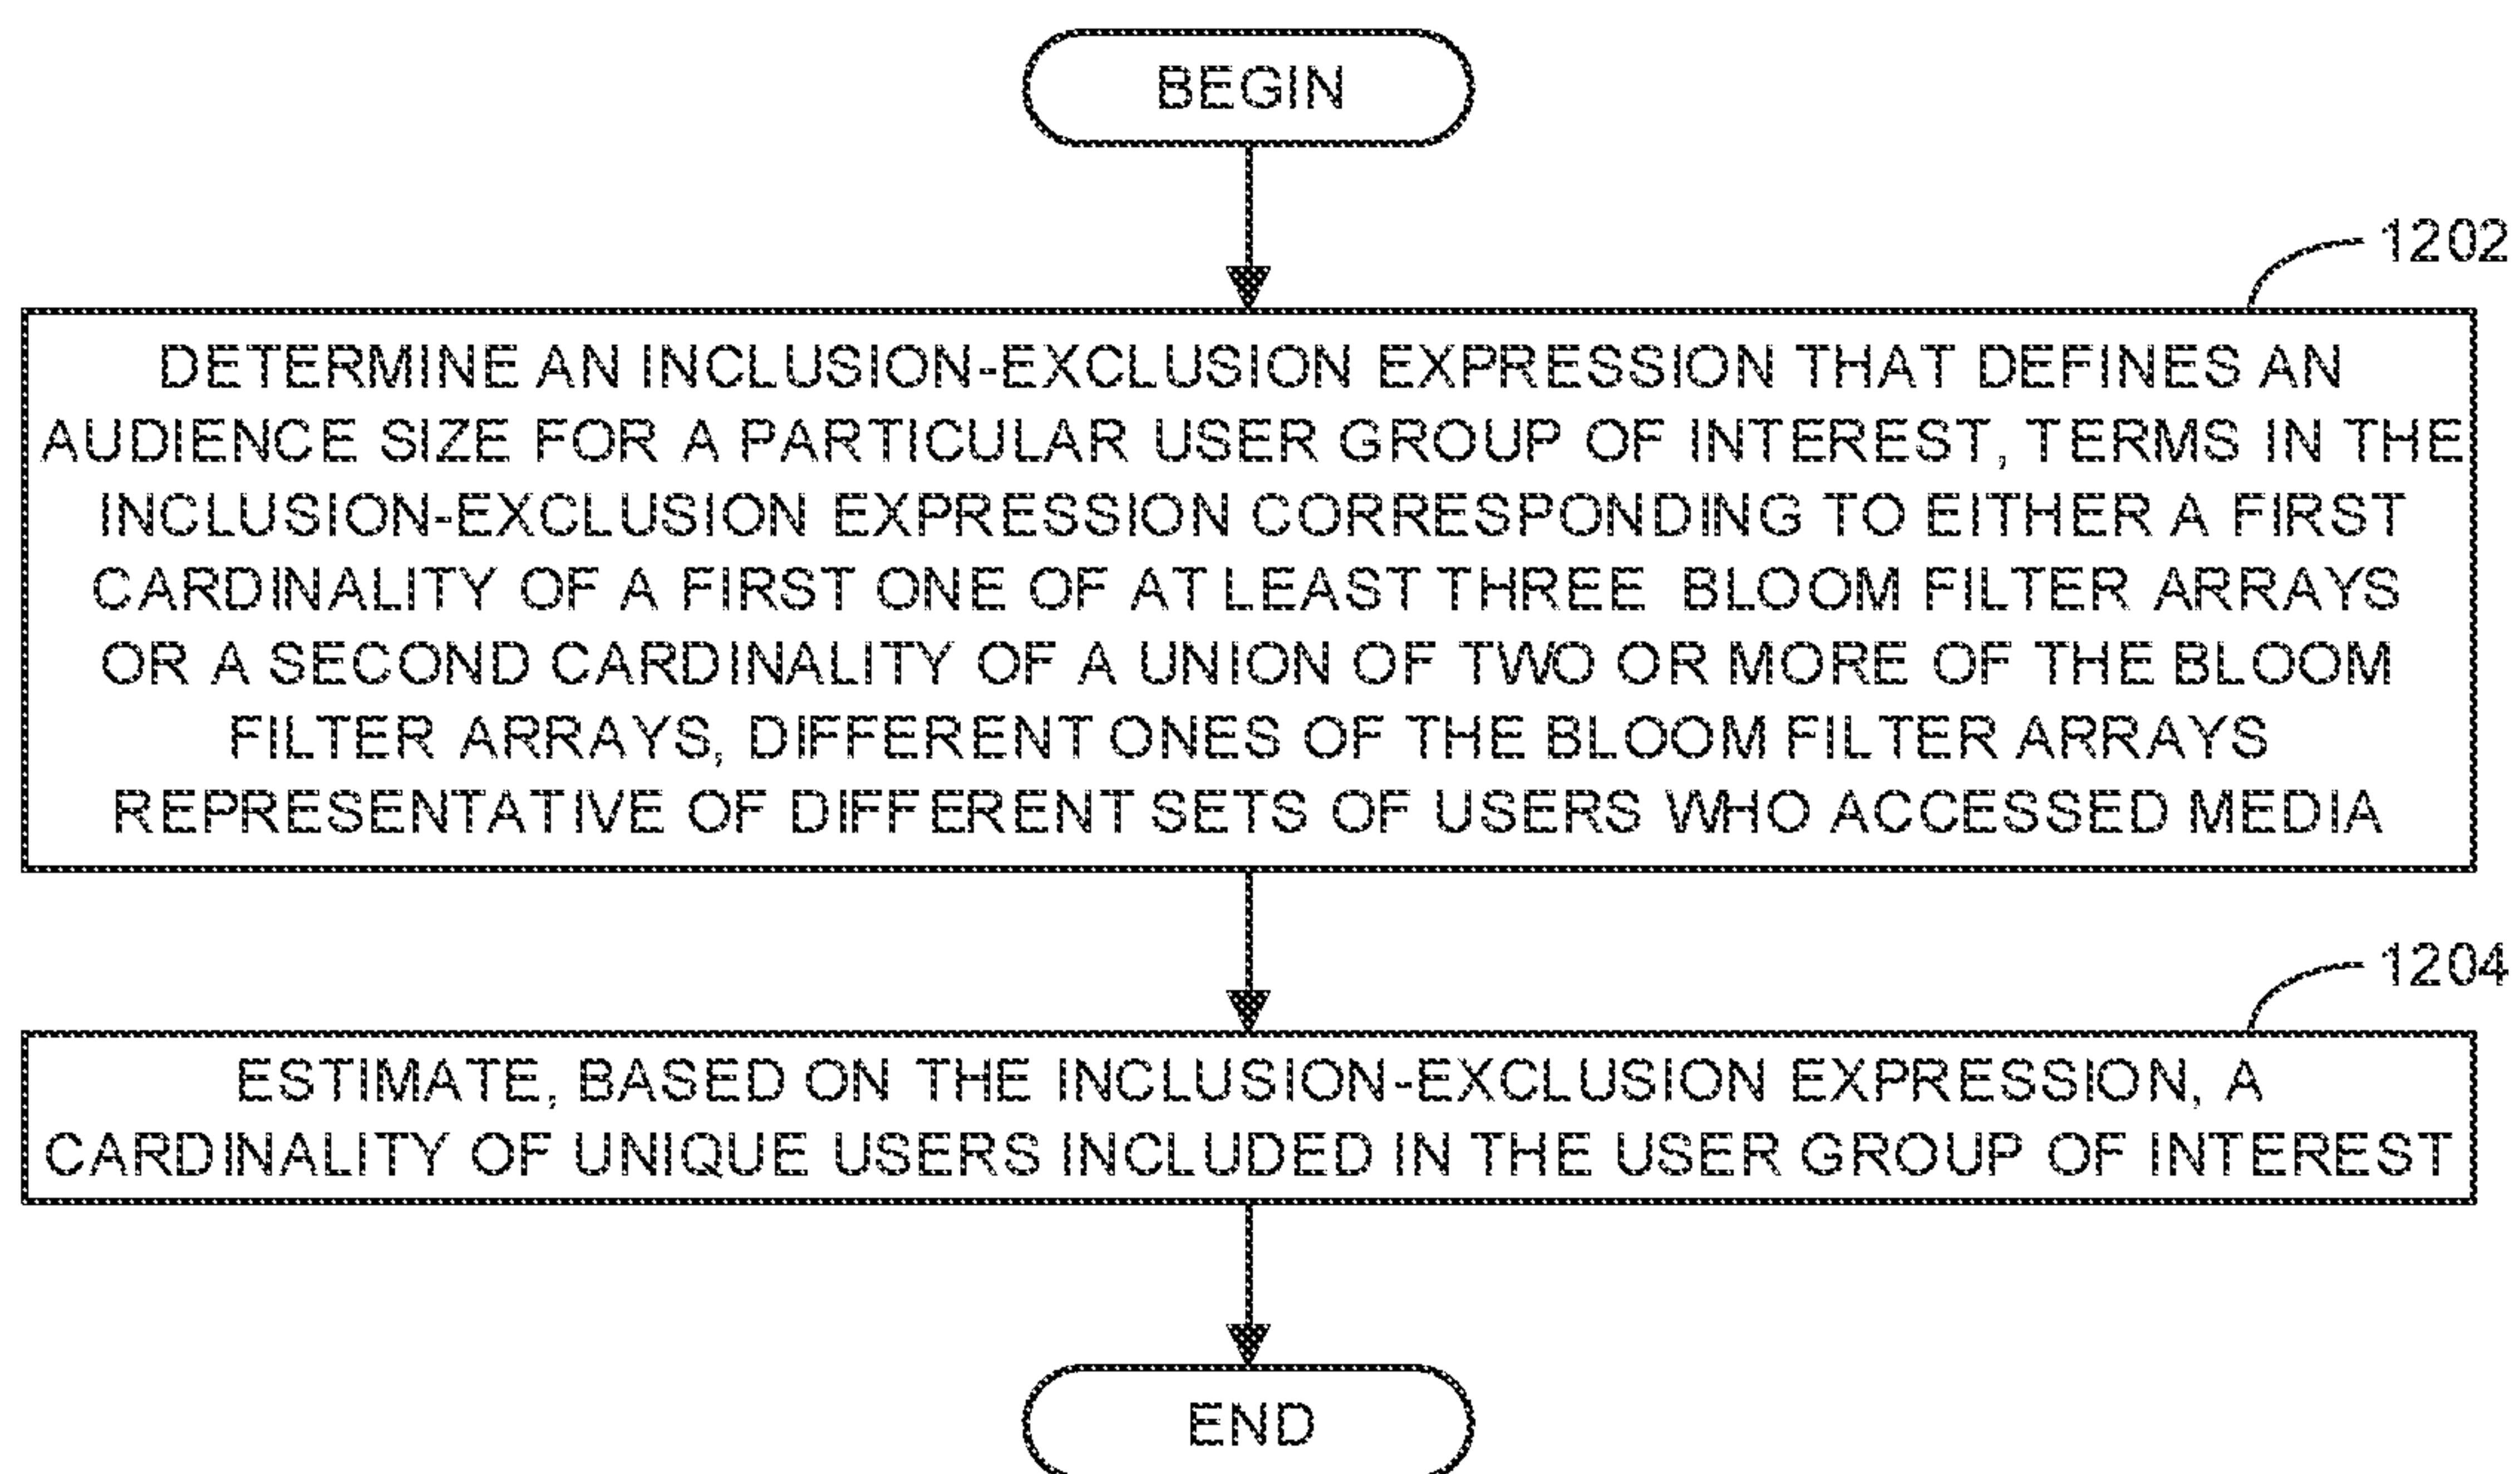 BEGIN
1202
DETERMINE AN INCLUSION-EXCLUSION EXPRESSION THAT DEFINES AN
AUDIENCE SIZE FOR A PARTICULAR USER GROUP OF INTEREST, TERMS IN THE
INCLUSION-EXCLUSION EXPRESSION CORRESPONDING TO EITHER A FIRST
CARDINALITY OF A FIRST ONE OF AT LEAST THREE BLOOM FILTER ARRAYS
OR A SECOND CARDINALITY OF A UNION OF TWO OR MORE OF THE BLOOM
FILTER ARRAYS, DIFFERENT ONES OF THE BLOOM FILTER ARRAYS
REPRESENTATIVE OF DIFFERENT SETS OF USERS WHO ACCESSED MEDIA
1204
ESTIMATE, BASED ON THE INCLUSION-EXCLUSION EXPRESSION, A
CARDINALITY OF UNIQUE USERS INCLUDED IN THE USER GROUP OF INTEREST
END